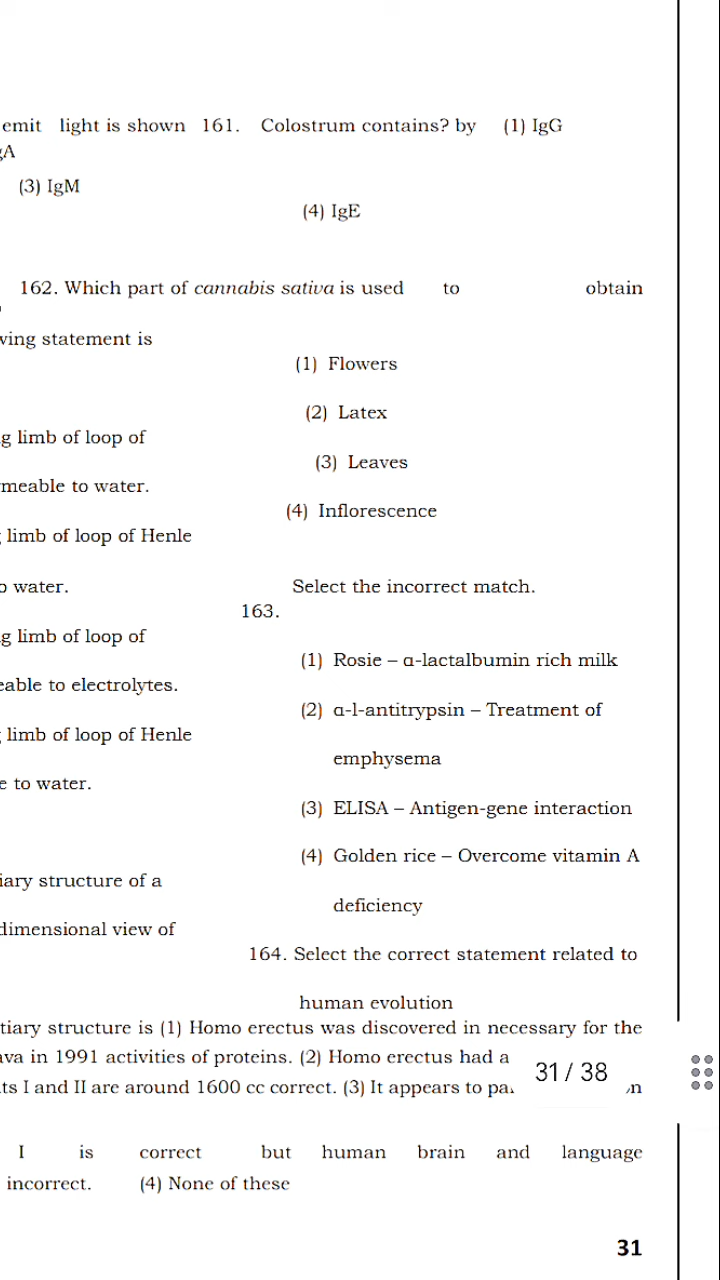 emit light is shown 161. Colostrum contains? by (1) IgG
gA
(3) IgM
(4) IgE
162. Which part of cannabis sativa is used to obtain
ving statement is
(1) Flowers
(2) Latex
g limb of loop of
(3) Leaves
meable to water.
(4) Inflorescence
limb of loop of Henle
o water.
Select the incorrect match.
163.
g limb of loop of
(1) Rosie – α-lactalbumin rich milk
eable to electrolytes.
(2) α-l-antitrypsin – Treatment of
limb of loop of Henle
emphysema
e to water.
(3) ELISA – Antigen-gene interaction
(4) Golden rice – Overcome vitamin A
iary structure of a
deficiency
dimensional view of
164. Select the correct statement related to
human evolution
tiary structure is (1) Homo erectus was discovered in necessary for the
ava in 1991 activities of proteins. (2) Homo erectus had a
31 / 38
ts I and II are around 1600 cc correct. (3) It appears to pa n
I is correct but human brain and language
incorrect. (4) None of these
31